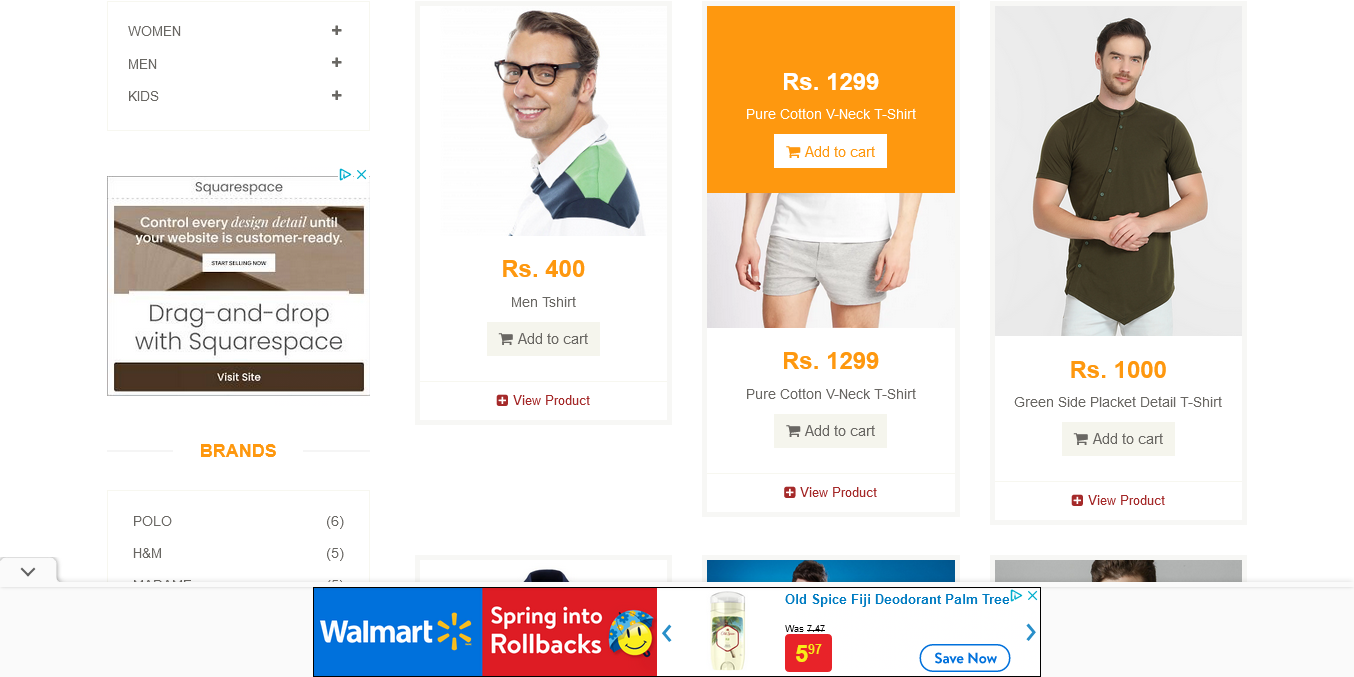 WOMEN
MEN
KIDS
Squarespace
Control every design detail until
your website is customer-ready.
START SELLING NOW
Drag-and-drop
with Squarespace
Visit Site
BRANDS
POLO (6)
H&M (5)
MADAME (5)
Rs. 400
Men Tshirt
Add to cart
View Product
Rs. 1299
Pure Cotton V-Neck T-Shirt
Add to cart
Rs. 1299
Pure Cotton V-Neck T-Shirt
Add to cart
View Product
Rs. 1000
Green Side Placket Detail T-Shirt
Add to cart
View Product
Walmart
Spring into
Rollbacks
Old Spice Fiji Deodorant Palm Tree
Was 7.47
597
Save Now